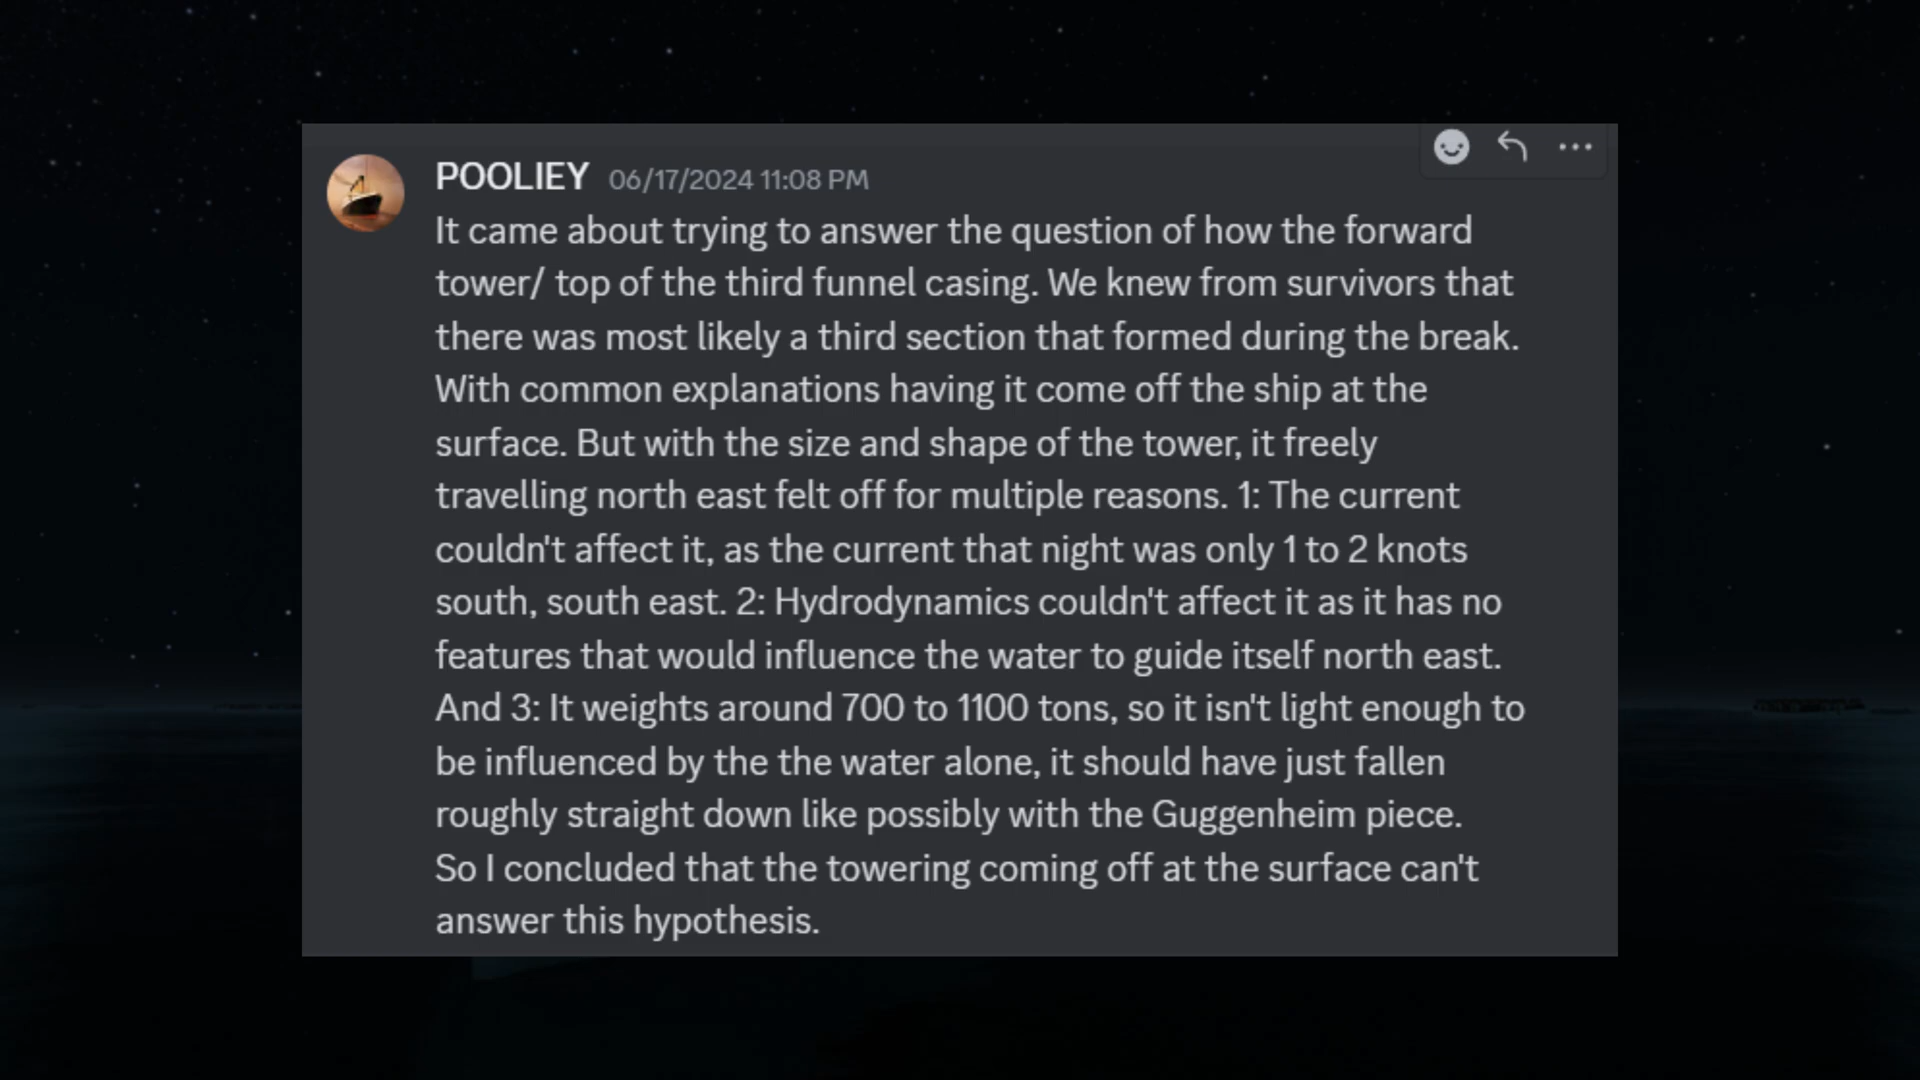 POOLIEY 06/17/2024 11:08 PM
It came about trying to answer the question of how the forward
tower/ top of the third funnel casing. We knew from survivors that
there was most likely a third section that formed during the break.
With common explanations having it come off the ship at the
surface. But with the size and shape of the tower, it freely
travelling north east felt off for multiple reasons. 1: The current
couldn't affect it, as the current that night was only 1 to 2 knots
south, south east. 2: Hydrodynamics couldn't affect it as it has no
features that would influence the water to guide itself north east.
And 3: It weights around 700 to 1100 tons, so it isn't light enough to
be influenced by the the water alone, it should have just fallen
roughly straight down like possibly with the Guggenheim piece.
So I concluded that the towering coming off at the surface can't
answer this hypothesis.